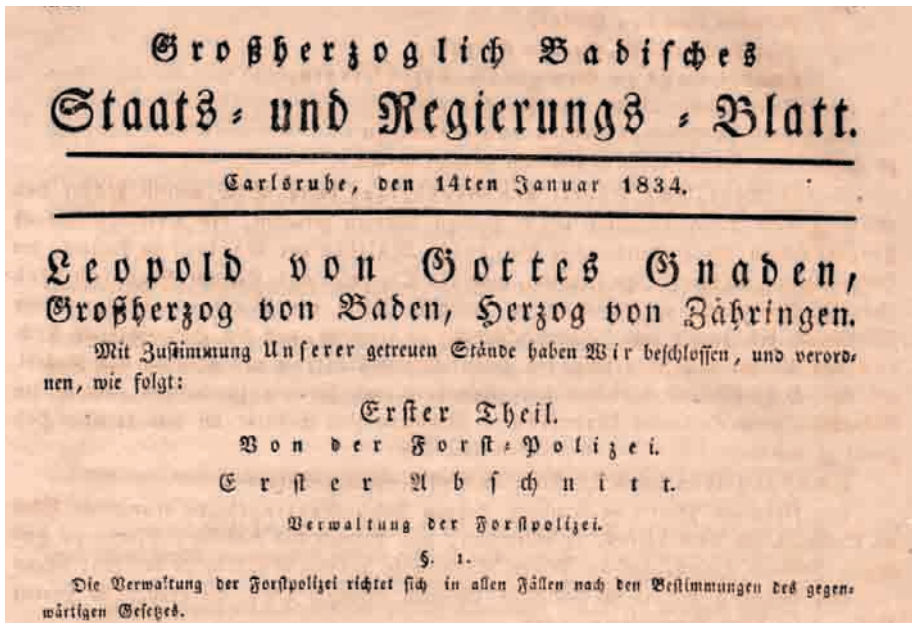 Großherzoglich Badisches
Staats- und Regierungs-Blatt.
Carlsruhe, den 14ten Januar 1834.
Leopold von Gottes Gnaden,
Großherzog von Baden, Herzog von Zähringen.
Mit Zustimmung Unserer getreuen Stände haben Wir beschlossen, und verord-
nen, wie folgt:
Erster Theil.
Von der Forst-Polizei.
Erster Abschnitt.
Verwaltung der Forstpolizei.
§. 1.
Die Verwaltung der Forstpolizei richtet sich in allen Fällen nach den Bestimmungen des gegen-
wärtigen Gesetzes.